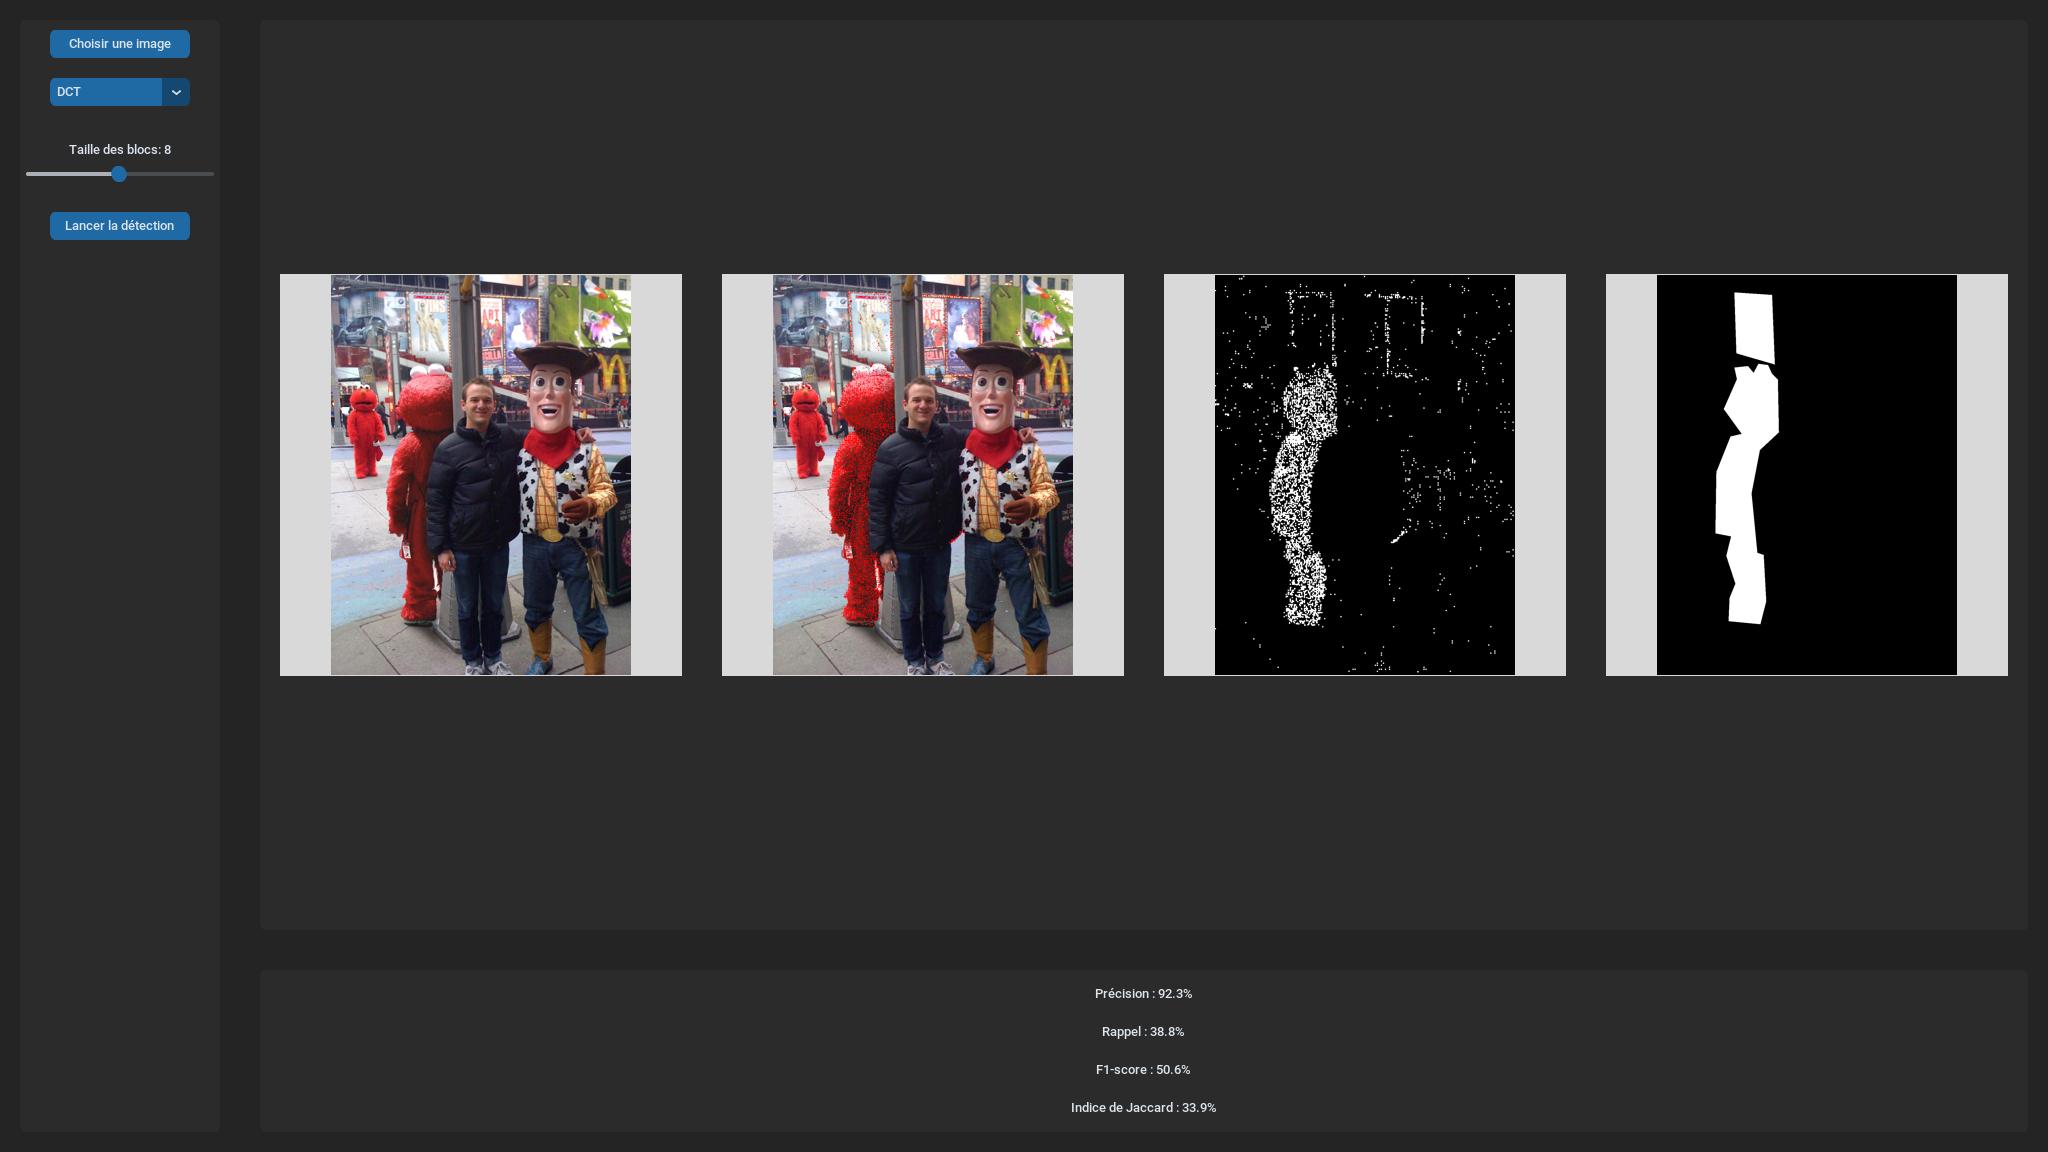 Choisir une image
DCT
Taille des blocs: 8
Lancer la détection
Précision : 92.3%
Rappel : 38.8%
F1-score : 50.6%
Indice de Jaccard : 33.9%